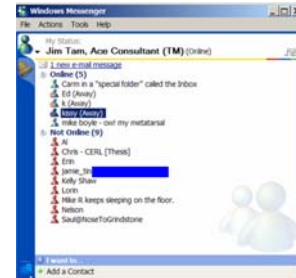 Windows Messenger
File Actions Tools Help
My Status:
Jim Tam, Ace Consultant (TM) (Online)
1 new e-mail message
Online (5)
Carm in a "special folder" called the Inbox
Ed (Away)
k (Away)
kissy (Away)
mike boyle - ow! my metatarsal
Not Online (9)
Al
Chris - CERL [Thesis]
Erin
jamie_tin
Kelly Shaw
Lorin
Mike R keeps sleeping on the floor.
Nelson
Saul@NoseToGrindstone
I want to...
Add a Contact